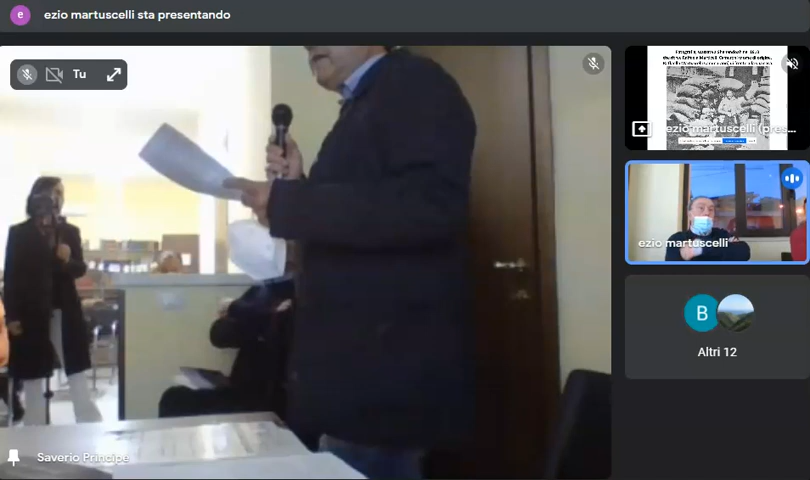 e
ezio martuscelli sta presentando
Tu
ezio martuscelli (pres...
ezio martuscelli
B
Altri 12
Saverio Principe